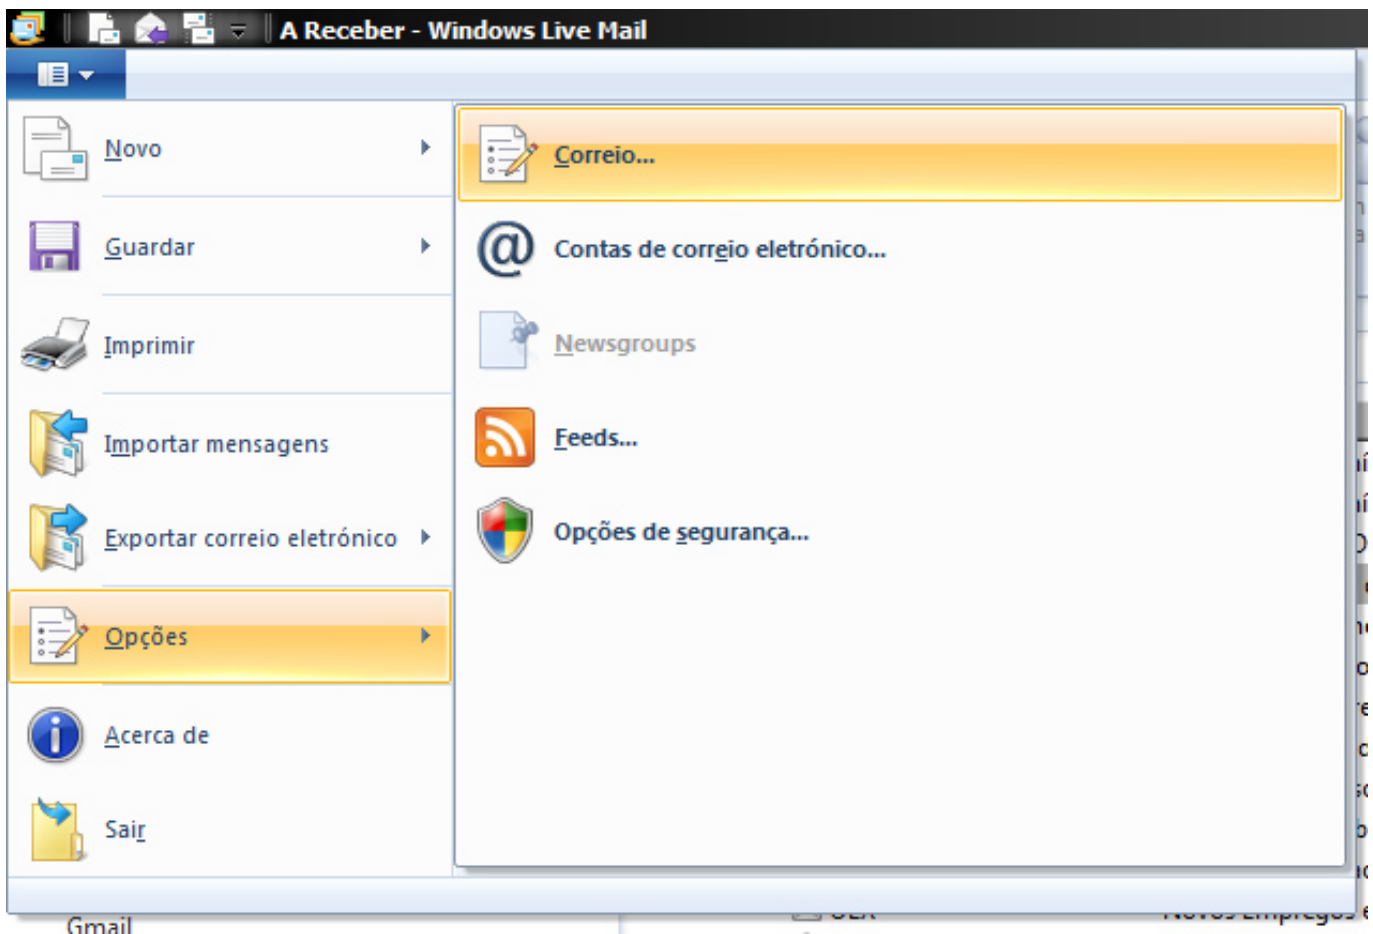 A Receber - Windows Live Mail
Novo
Guardar
Imprimir
Importar mensagens
Exportar correio eletrónico
Opções
Acerca de
Sair
Correio...
Contas de correio eletrónico...
Newsgroups
Feeds...
Opções de segurança...
Gmail